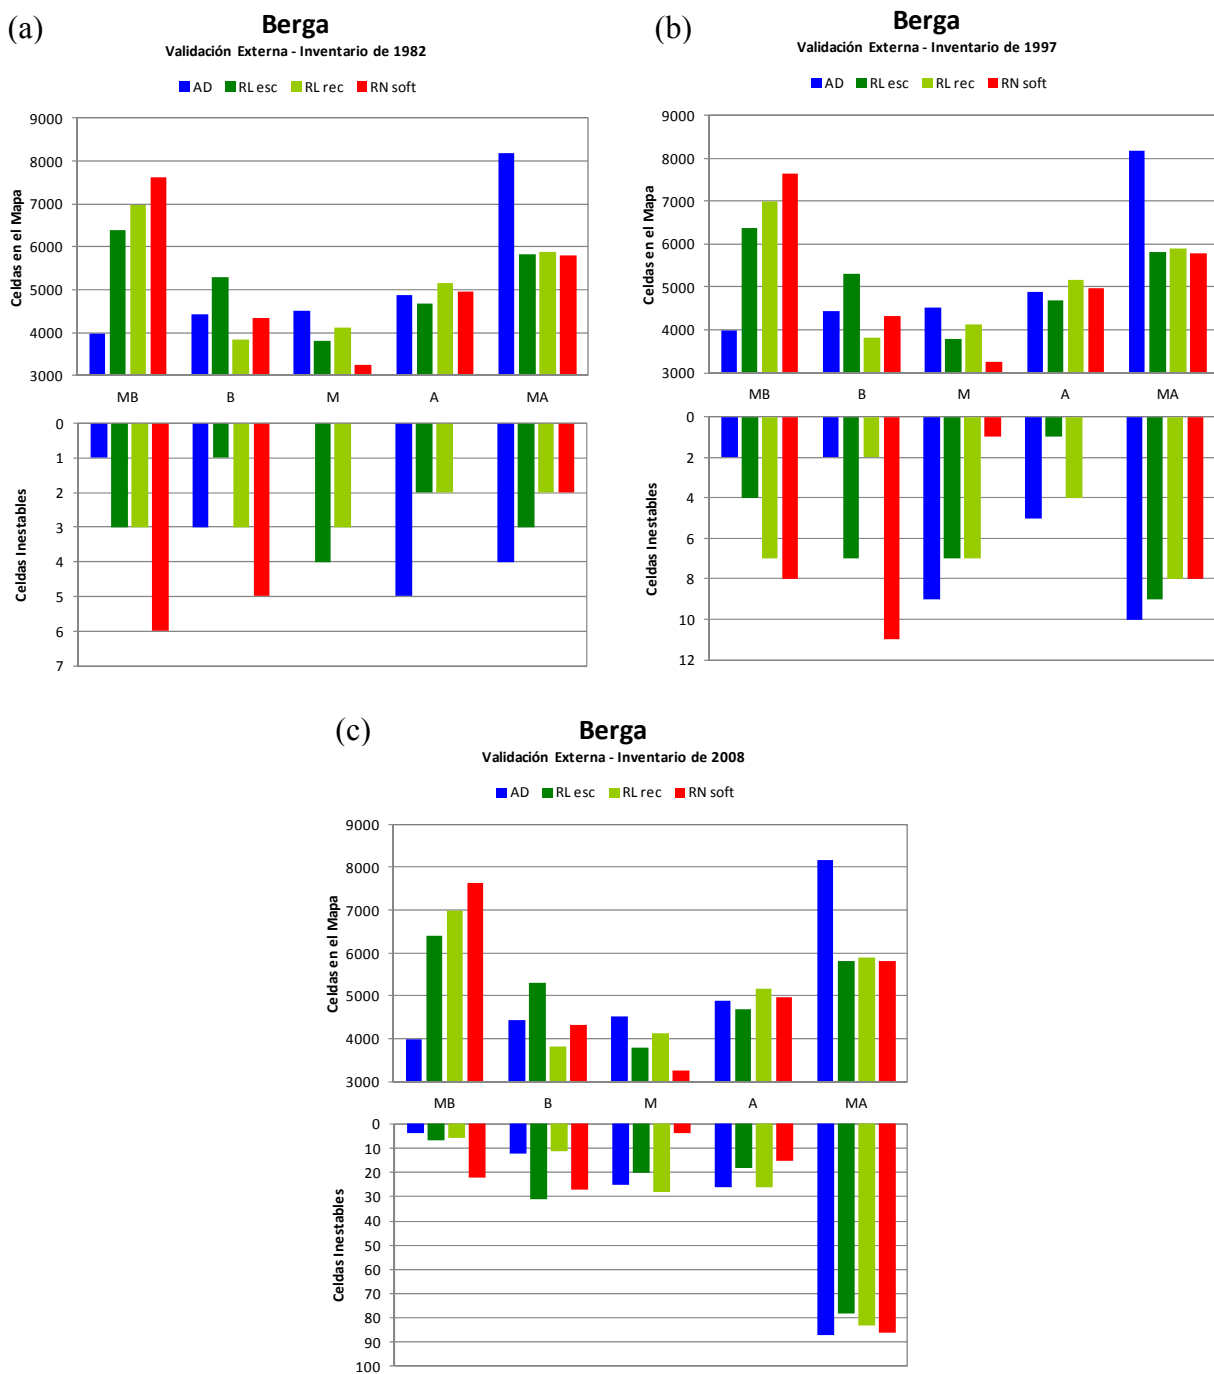 (a)
Berga
Validación Externa - Inventario de 1982
AD RL esc RL rec RN soft
Celdas en el Mapa
9000
8000
7000
6000
5000
4000
3000
MB B M A MA
Celdas Inestables
0
1
2
3
4
5
6
7
(b)
Berga
Validación Externa - Inventario de 1997
AD RL esc RL rec RN soft
Celdas en el Mapa
9000
8000
7000
6000
5000
4000
3000
MB B M A MA
Celdas Inestables
0
2
4
6
8
10
12
(c)
Berga
Validación Externa - Inventario de 2008
AD RL esc RL rec RN soft
Celdas en el Mapa
9000
8000
7000
6000
5000
4000
3000
MB B M A MA
Celdas Inestables
0
10
20
30
40
50
60
70
80
90
100